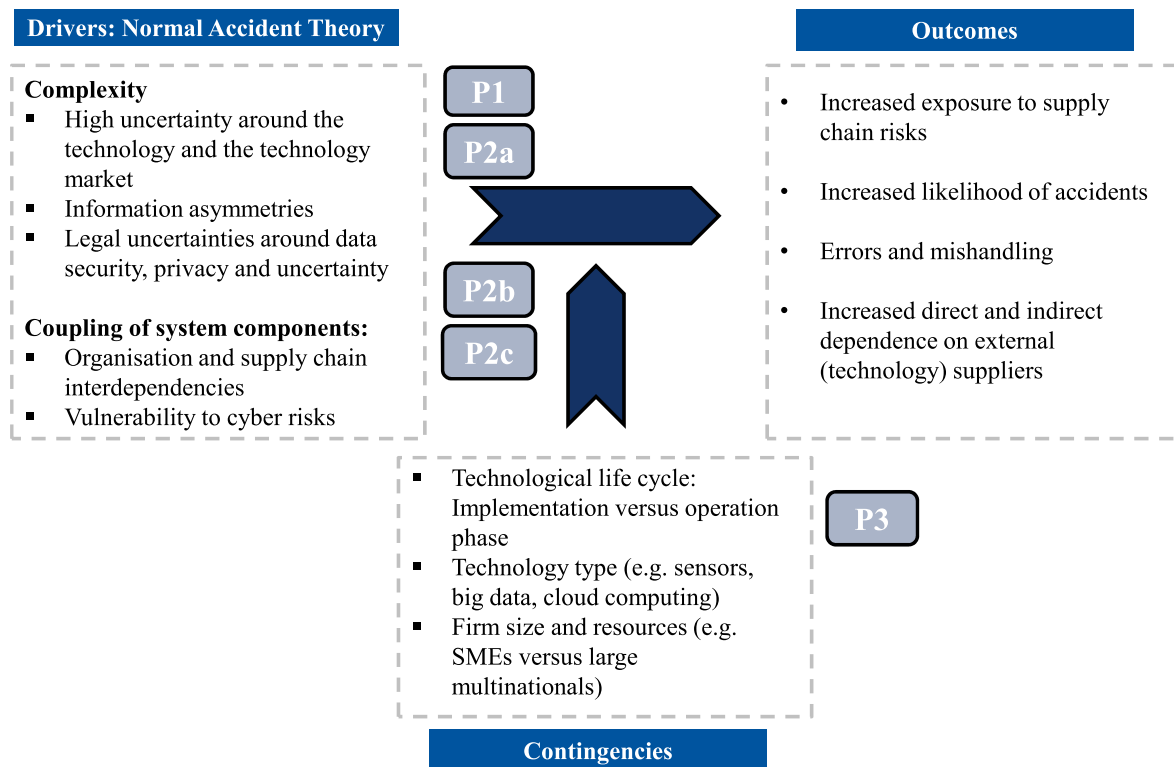 Drivers: Normal Accident Theory
Complexity
▪ High uncertainty around the
technology and the technology
market
▪ Information asymmetries
▪ Legal uncertainties around data
security, privacy and uncertainty
Coupling of system components:
▪ Organisation and supply chain
interdependencies
▪ Vulnerability to cyber risks
P1
P2a
P2b
P2c
Outcomes
• Increased exposure to supply
chain risks
• Increased likelihood of accidents
• Errors and mishandling
• Increased direct and indirect
dependence on external
(technology) suppliers
▪ Technological life cycle:
Implementation versus operation
phase
▪ Technology type (e.g. sensors,
big data, cloud computing)
▪ Firm size and resources (e.g.
SMEs versus large
multinationals)
P3
Contingencies